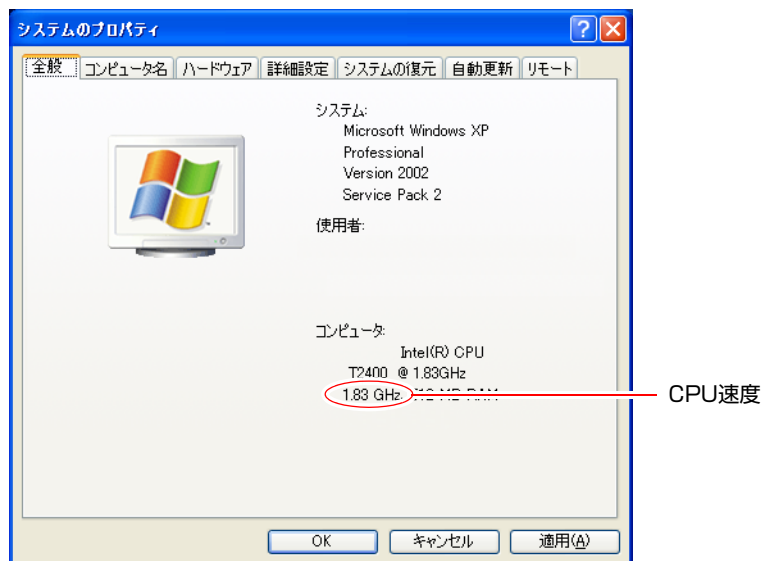 システムのプロパティ
全般 コンピュータ名 ハードウェア 詳細設定 システムの復元 自動更新 リモート
システム:
Microsoft Windows XP
Professional
Version 2002
Service Pack 2
使用者:
コンピュータ:
Intel(R) CPU
T2400 @ 1.83GHz
1.83 GHz, MB RAM
CPU速度
OK キャンセル 適用(A)